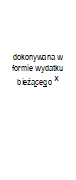 dokonywana w
formie wydatku
bieżącego x